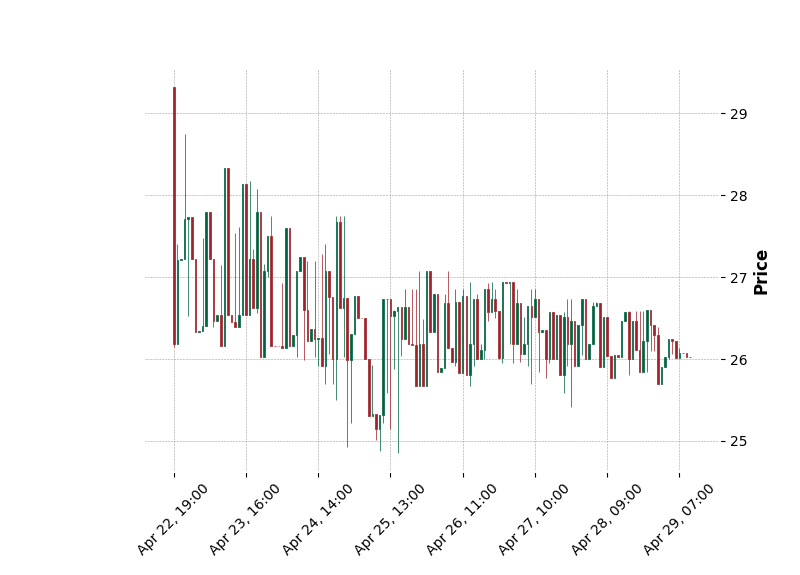 29
28
27
26
25
Price
Apr 22, 19:00
Apr 23, 16:00
Apr 24, 14:00
Apr 25, 13:00
Apr 26, 11:00
Apr 27, 10:00
Apr 28, 09:00
Apr 29, 07:00